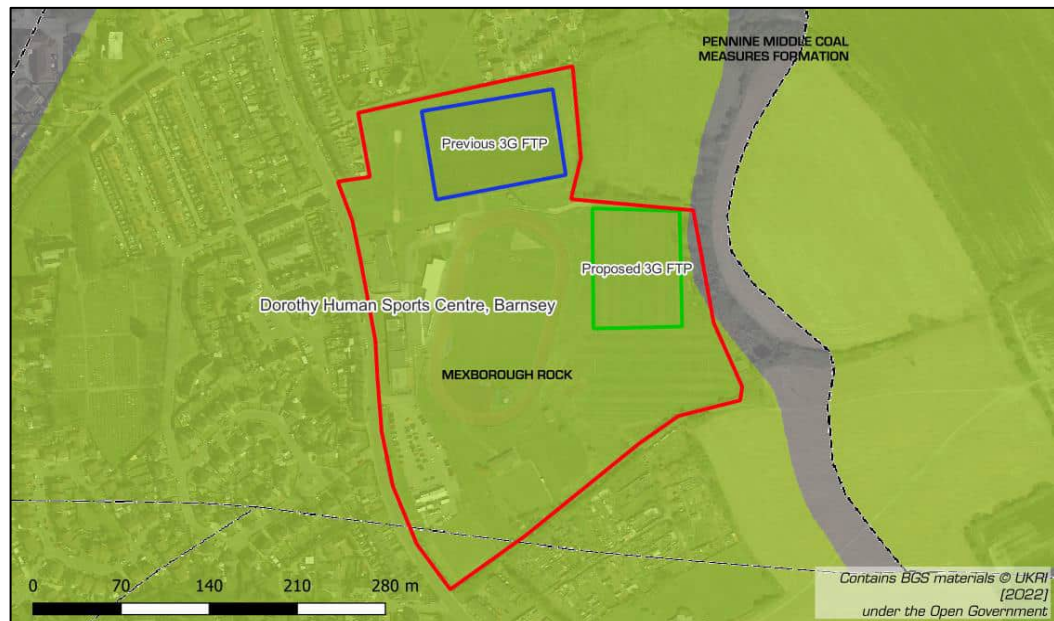 PENNINE MIDDLE COAL
MEASURES FORMATION
Previous 3G FTP
Proposed 3G FTP
Dorothy Human Sports Centre, Barnsey
MEXBOROUGH ROCK
0 70 140 210 280 m
Contains BGS materials © UKRI
[2022]
under the Open Government